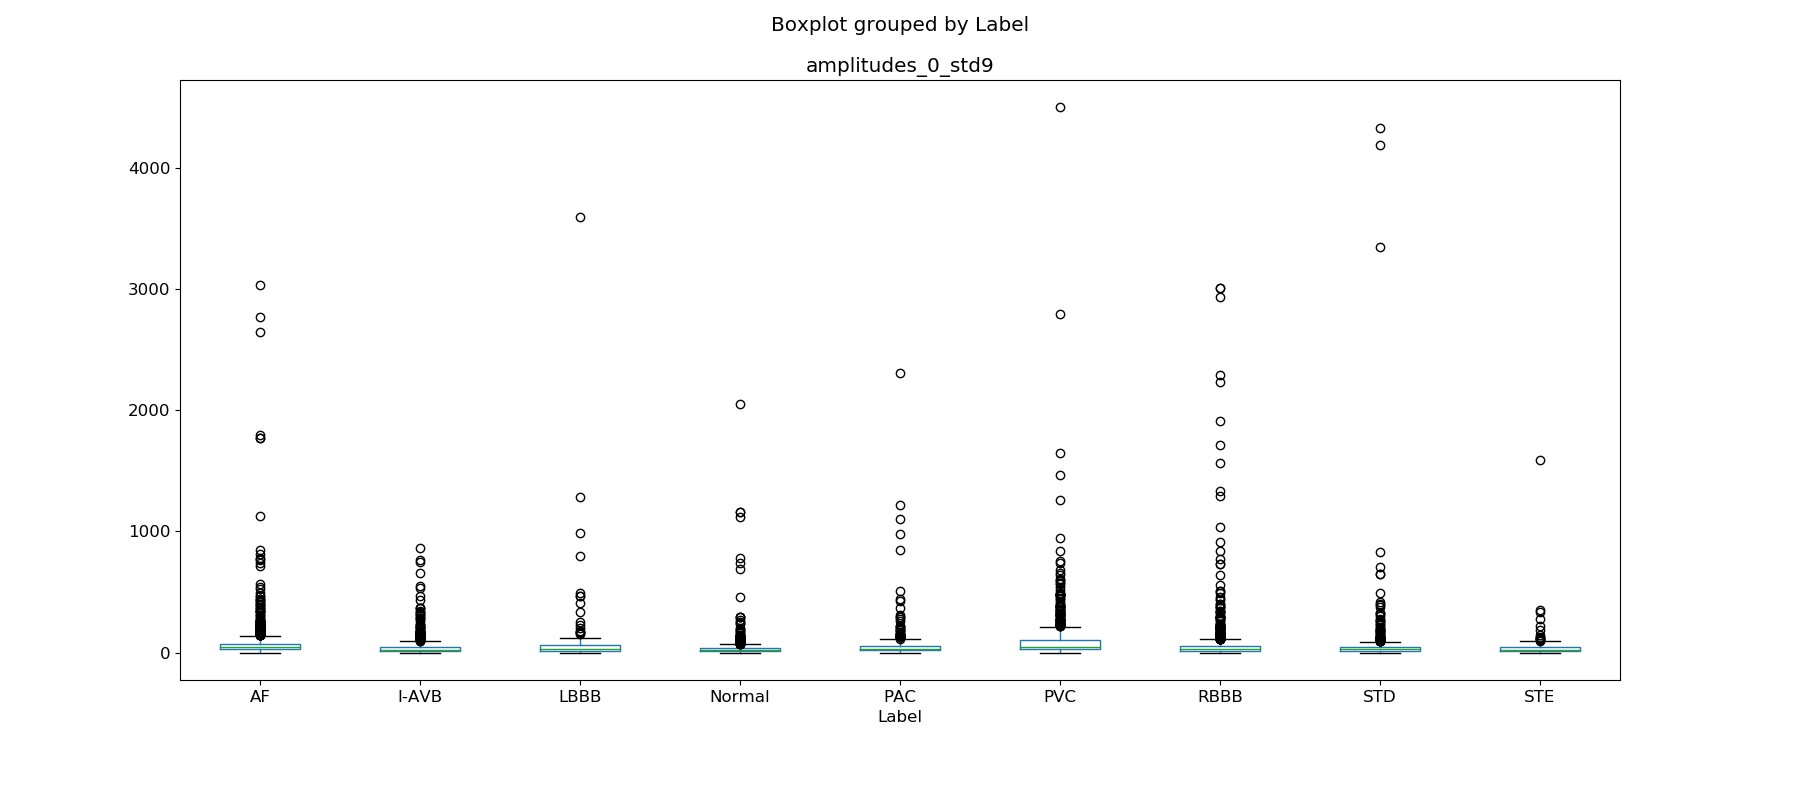 Boxplot grouped by Label
amplitudes_0_std9
4000
3000
2000
1000
0
AF I-AVB LBBB Normal PAC PVC RBBB STD STE
Label